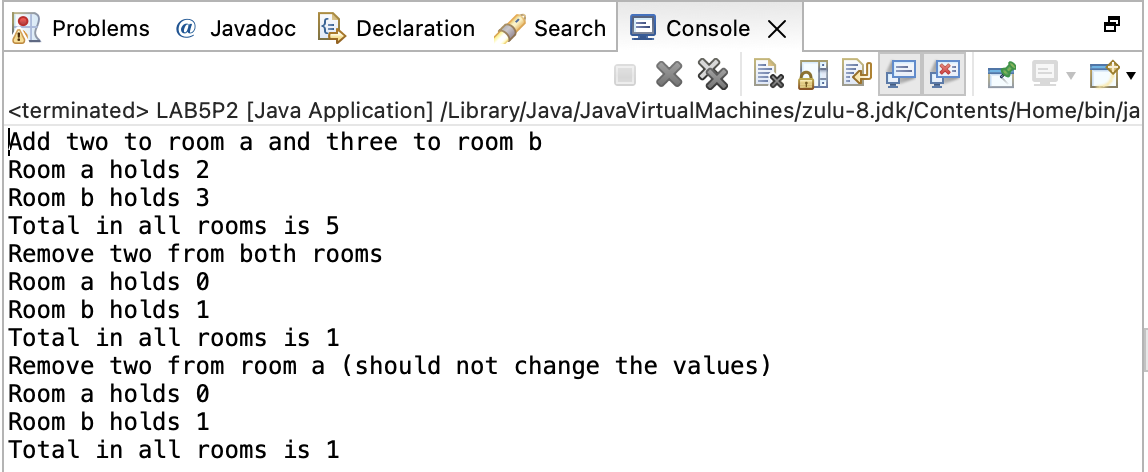 Problems @ Javadoc Declaration Search Console
<terminated> LAB5P2 [Java Application] /Library/Java/JavaVirtualMachines/zulu-8.jdk/Contents/Home/bin/ja
Add two to room a and three to room b
Room a holds 2
Room b holds 3
Total in all rooms is 5
Remove two from both rooms
Room a holds 0
Room b holds 1
Total in all rooms is 1
Remove two from room a (should not change the values)
Room a holds 0
Room b holds 1
Total in all rooms is 1